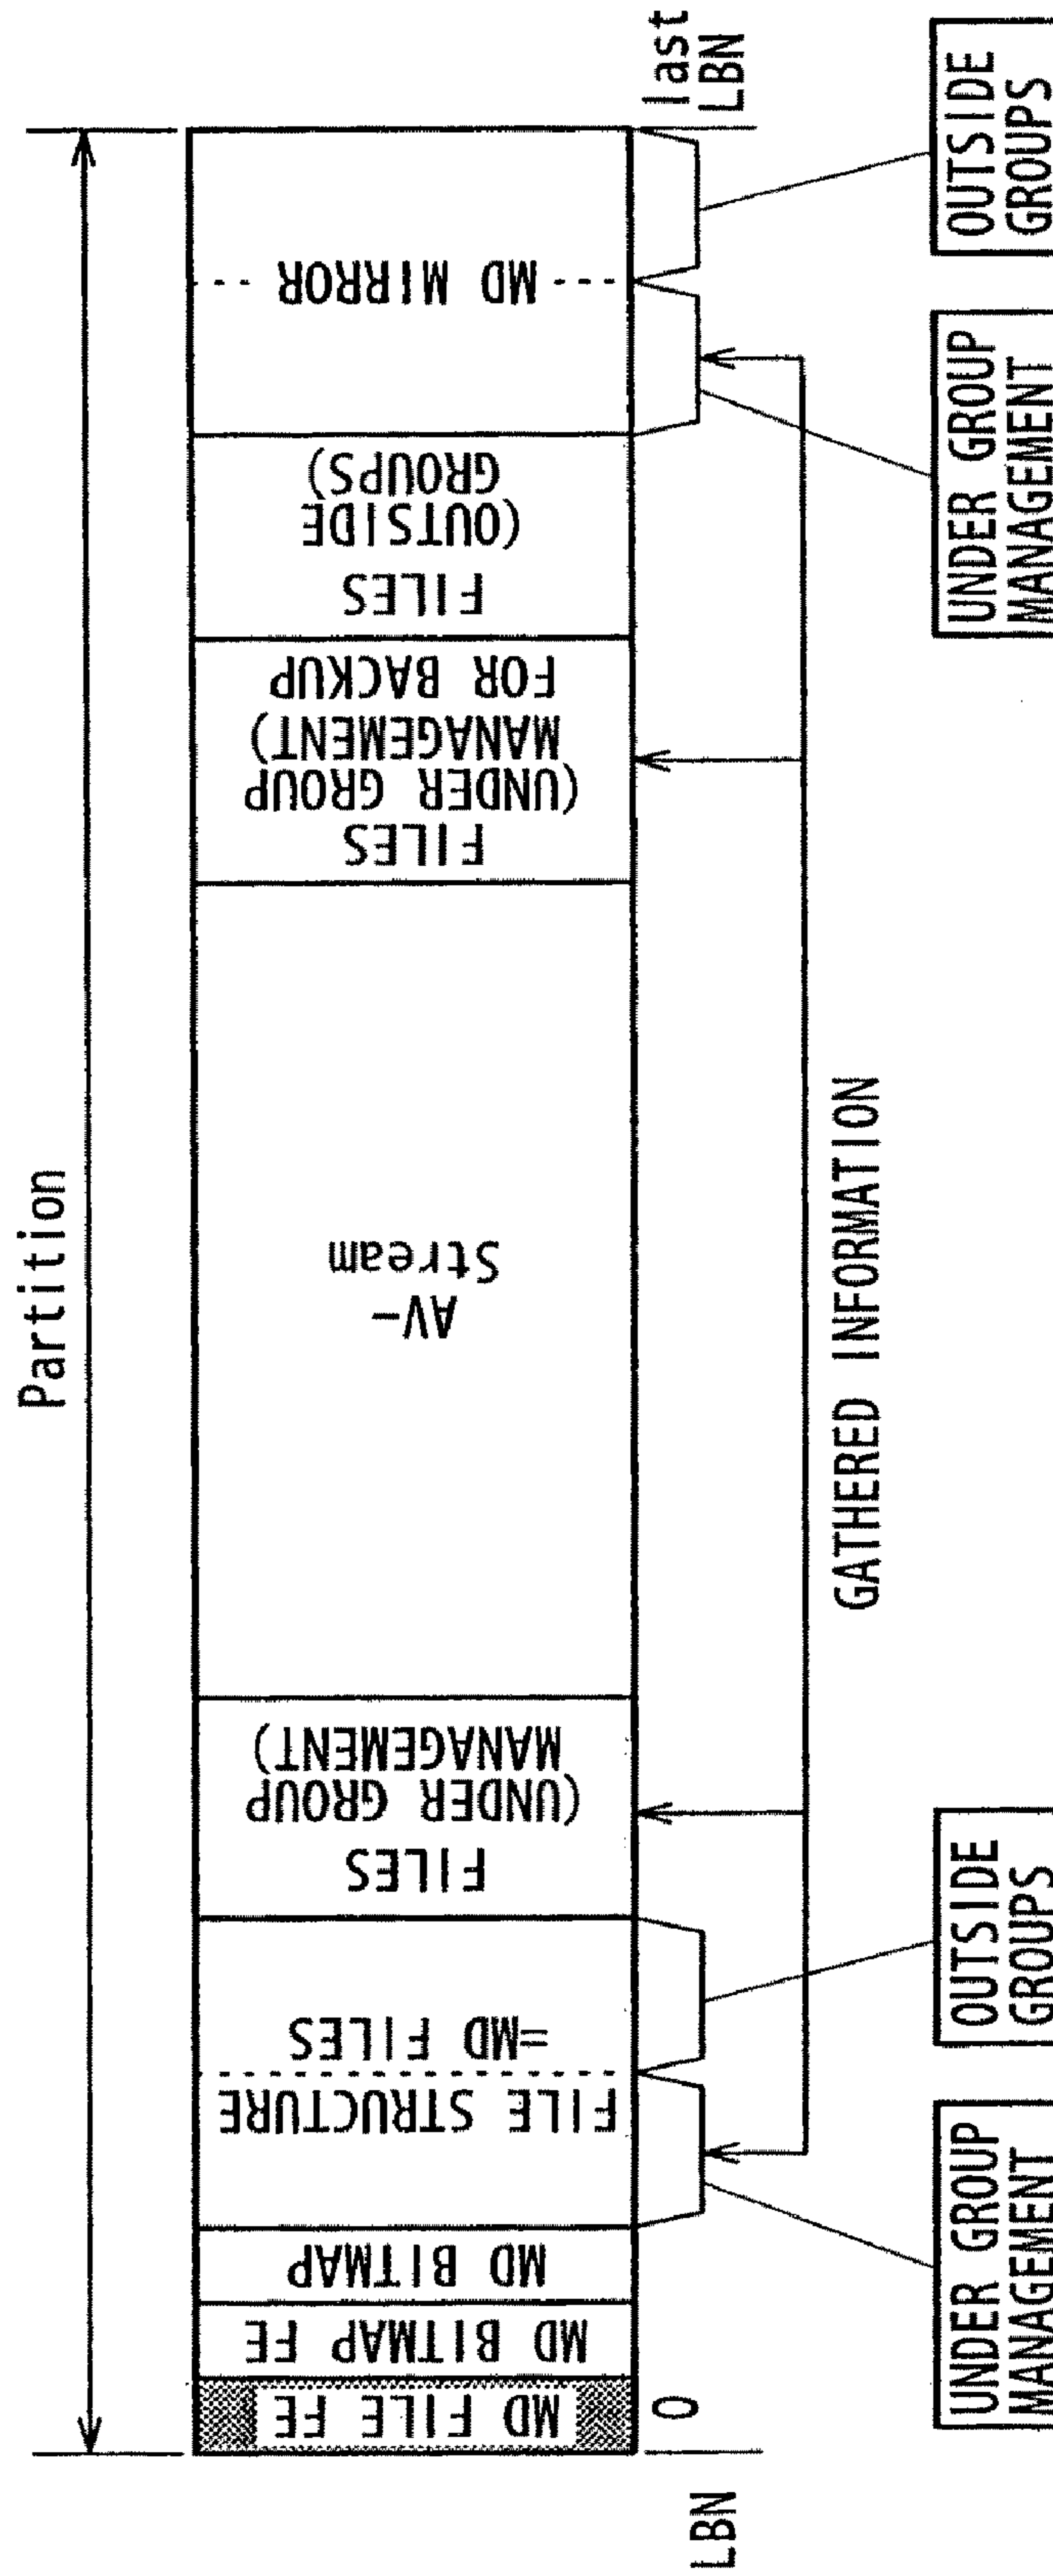 Partition
MD FILE FE
MD BITMAP FE
MD BITMAP
FILE STRUCTURE
=MD FILES
FILES
(UNDER GROUP
MANAGEMENT)
AV-
Stream
FILES
(UNDER GROUP
MANAGEMENT)
FOR BACKUP
FILES
(OUTSIDE
GROUPS)
MD MIRROR
LBN
0
last
LBN
GATHERED INFORMATION
UNDER GROUP
MANAGEMENT
OUTSIDE
GROUPS
UNDER GROUP
MANAGEMENT
OUTSIDE
GROUPS